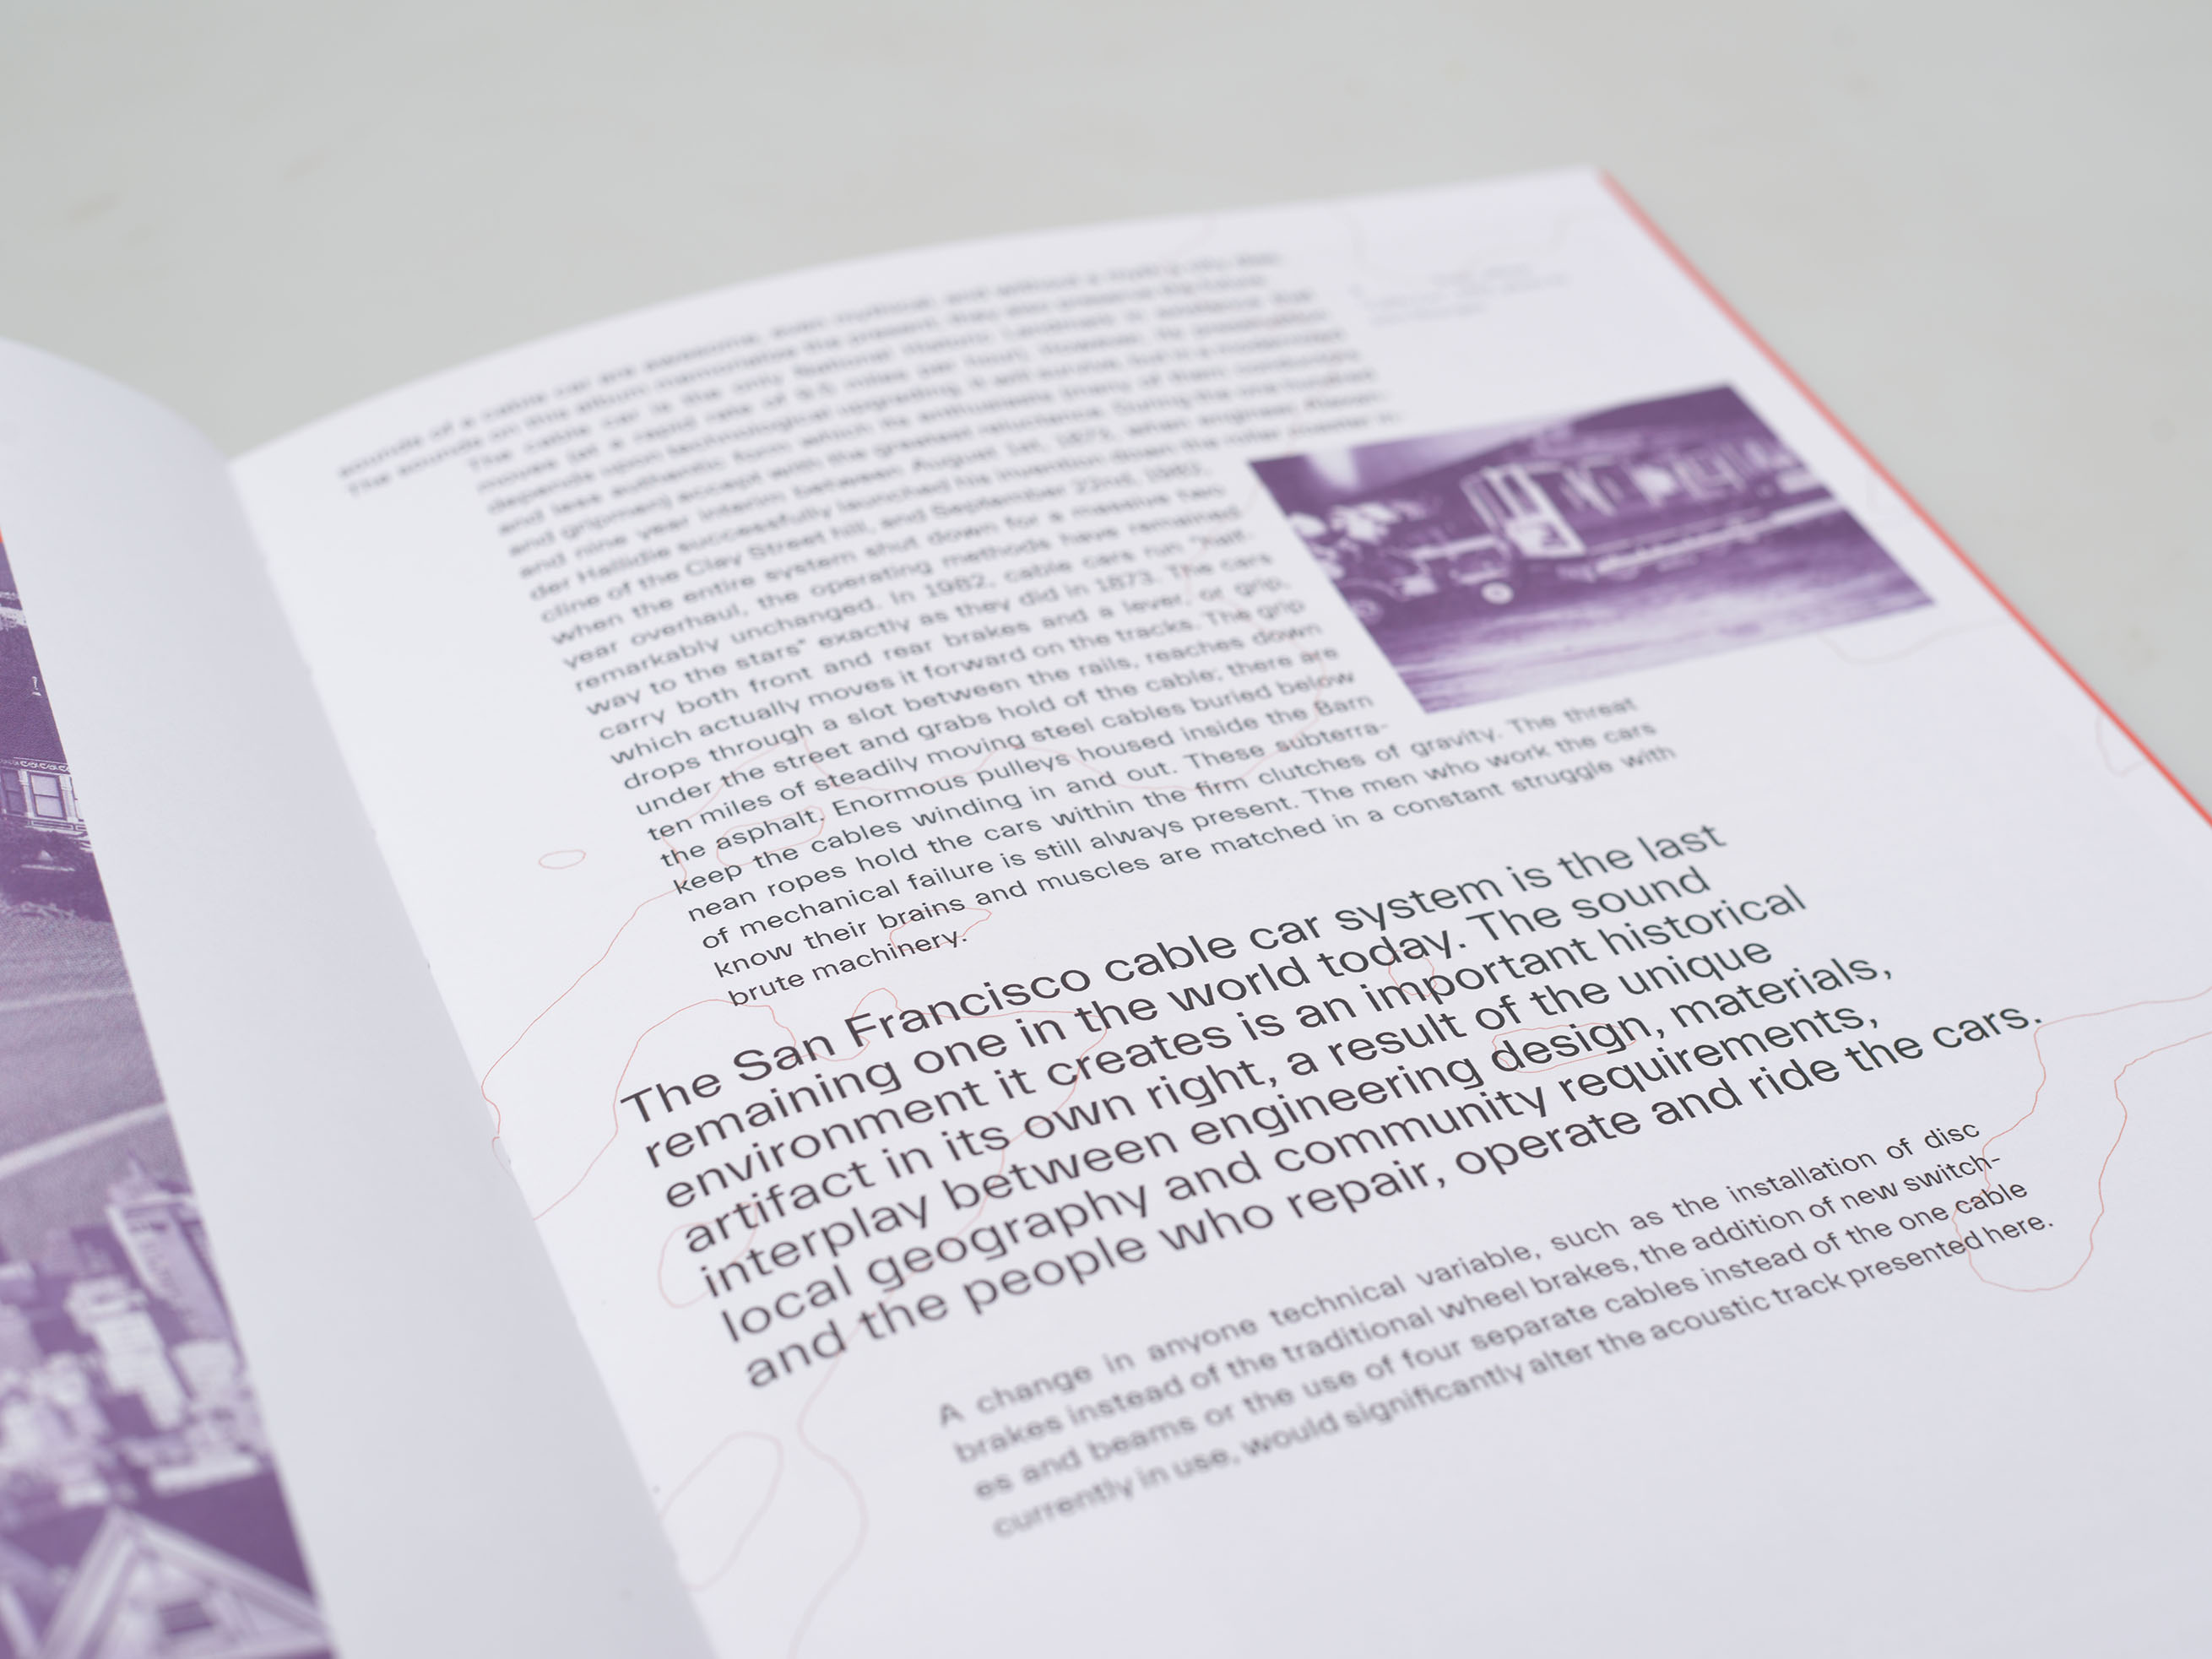 sounds of a cable car are awesome, even mythical, and without a
The sounds on this album memorialize the present; they also preserve the future.
The cable car is the only National Historic Landmark in existence that
moves (at a rapid rate of 9.5 miles per hour). However, its preservation
depends upon technological upgrading. It will survive, but in a modernized
and less authentic form which its enthusiasts (many of them conductors
and gripmen) accept with the greatest reluctance. During the one hundred
and nine year interim between August 1st, 1873, when engineer Alexan-
der Hallidie successfully launched his invention down the roller coaster in-
cline of the Clay Street hill, and September 22nd, 1982,
when the entire system shut down for a massive two
year overhaul, the operating methods have remained
remarkably unchanged. In 1982, cable cars run "half-
way to the stars" exactly as they did in 1873. The cars
carry both front and rear brakes and a lever, or grip,
which actually moves it forward on the tracks. The grip
drops through a slot between the rails, reaches down
under the street and grabs hold of the cable; there are
ten miles of steadily moving steel cables buried below
the asphalt. Enormous pulleys housed inside the Barn
keep the cables winding in and out. These subterra-
nean ropes hold the cars within the firm clutches of gravity. The threat
of mechanical failure is still always present. The men who work the cars
know their brains and muscles are matched in a constant struggle with
brute machinery.
The San Francisco cable car system is the last
remaining one in the world today. The sound
environment it creates is an important historical
artifact in its own right, a result of the unique
interplay between engineering design, materials,
local geography and community requirements,
and the people who repair, operate and ride the cars.
A change in anyone technical variable, such as the installation of disc
brakes instead of the traditional wheel brakes, the addition of new switch-
es and beams or the use of four separate cables instead of the one cable
currently in use, would significantly alter the acoustic track presented here.